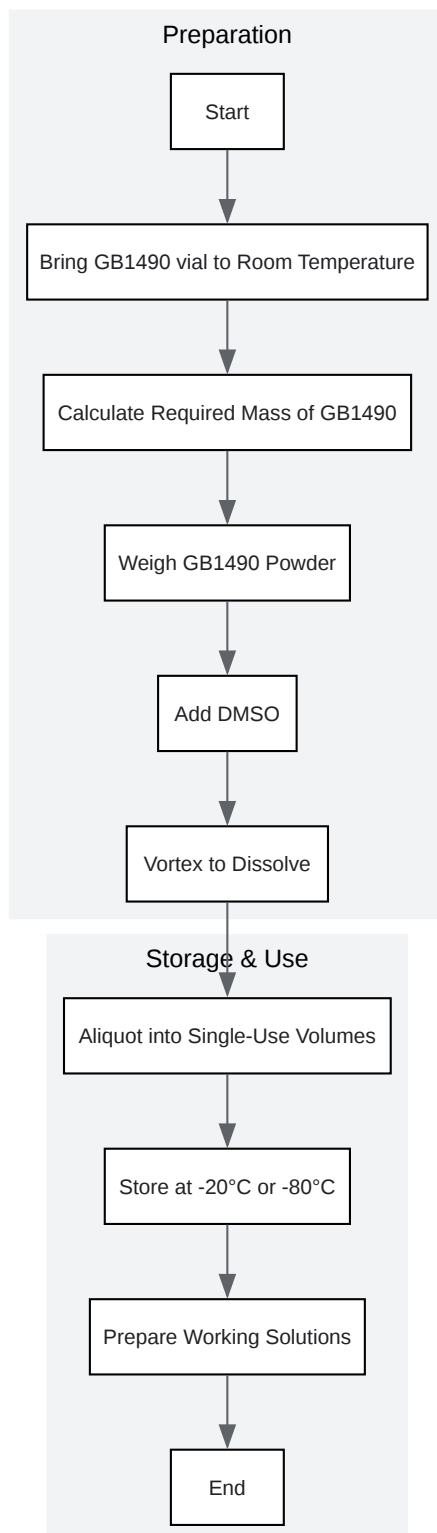 Preparation
Start
Bring GB1490 vial to Room Temperature
Calculate Required Mass of GB1490
Weigh GB1490 Powder
Add DMSO
Vortex to Dissolve
Storage & Use
Aliquot into Single-Use Volumes
Store at -20°C or -80°C
Prepare Working Solutions
End